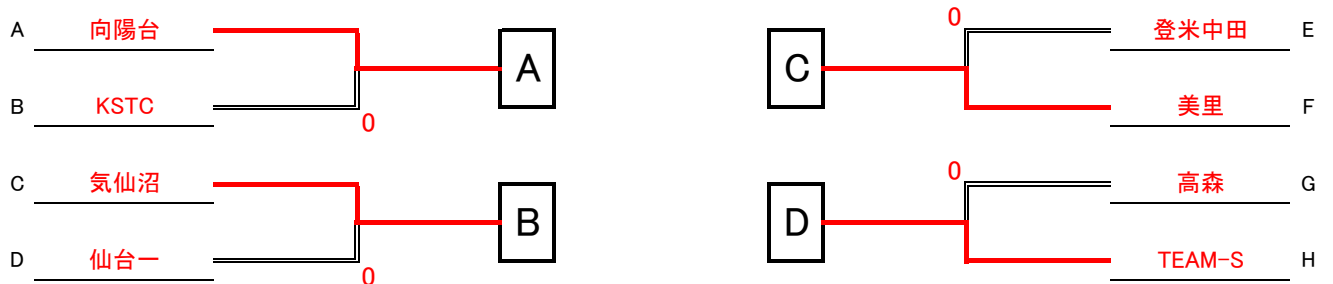 A 向陽台
B KSTC
0
A
C 気仙沼
D 仙台一
0
B
0
登米中田 E
美里 F
C
0
高森 G
TEAM-S H
D